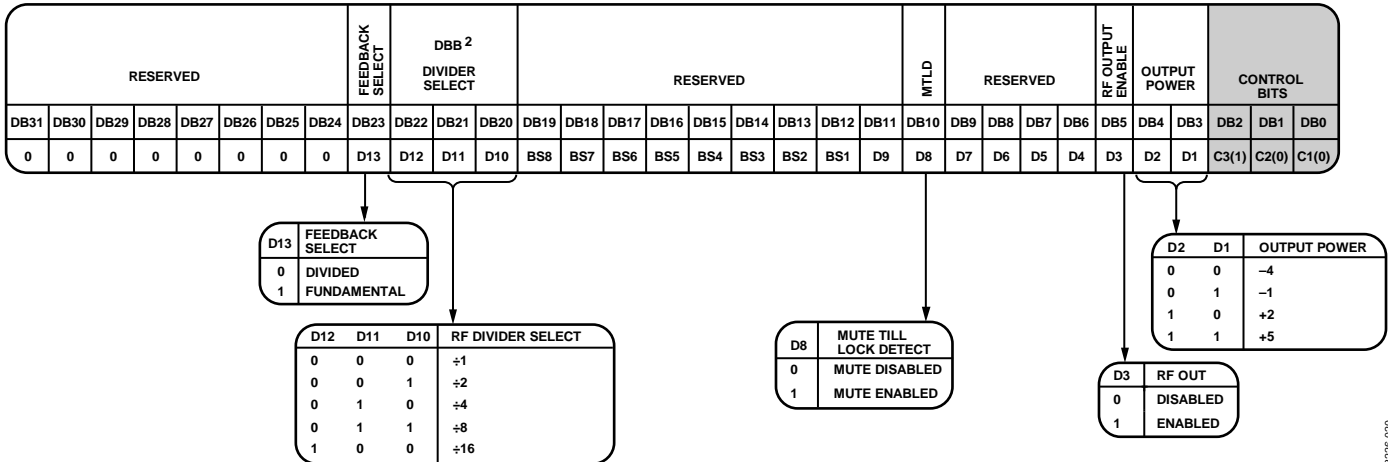 RESERVED
FEEDBACK SELECT
DBB 2
DIVIDER SELECT
RESERVED
MTLD
RESERVED
RF OUTPUT ENABLE
OUTPUT POWER
CONTROL BITS
DB31 DB30 DB29 DB28 DB27 DB26 DB25 DB24 DB23 DB22 DB21 DB20 DB19 DB18 DB17 DB16 DB15 DB14 DB13 DB12 DB11 DB10 DB9 DB8 DB7 DB6 DB5 DB4 DB3 DB2 DB1 DB0
0 0 0 0 0 0 0 0 D13 D12 D11 D10 BS8 BS7 BS6 BS5 BS4 BS3 BS2 BS1 D9 D8 D7 D6 D5 D4 D3 D2 D1 C3(1) C2(0) C1(0)
D13 FEEDBACK SELECT
0 DIVIDED
1 FUNDAMENTAL
D12 D11 D10 RF DIVIDER SELECT
0 0 0 ÷1
0 0 1 ÷2
0 1 0 ÷4
0 1 1 ÷8
1 0 0 ÷16
D8 MUTE TILL LOCK DETECT
0 MUTE DISABLED
1 MUTE ENABLED
D2 D1 OUTPUT POWER
0 0 –4
0 1 –1
1 0 +2
1 1 +5
D3 RF OUT
0 DISABLED
1 ENABLED